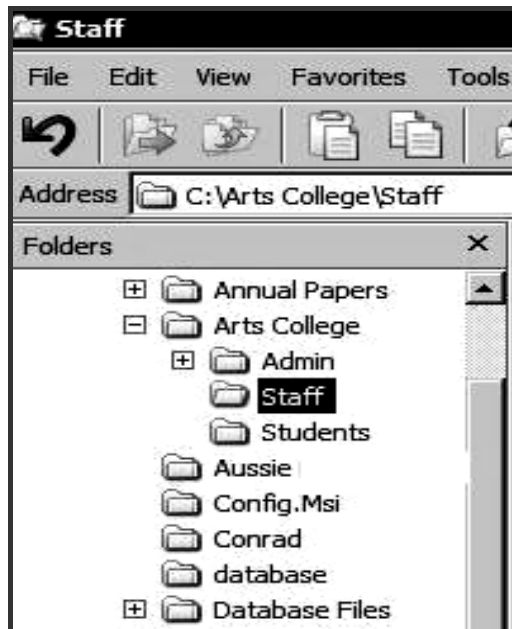 Staff
File Edit View Favorites Tools
Address C:\Arts College\Staff
Folders
Annual Papers
Arts College
Admin
Staff
Students
Aussie
Config.Msi
Conrad
database
Database Files